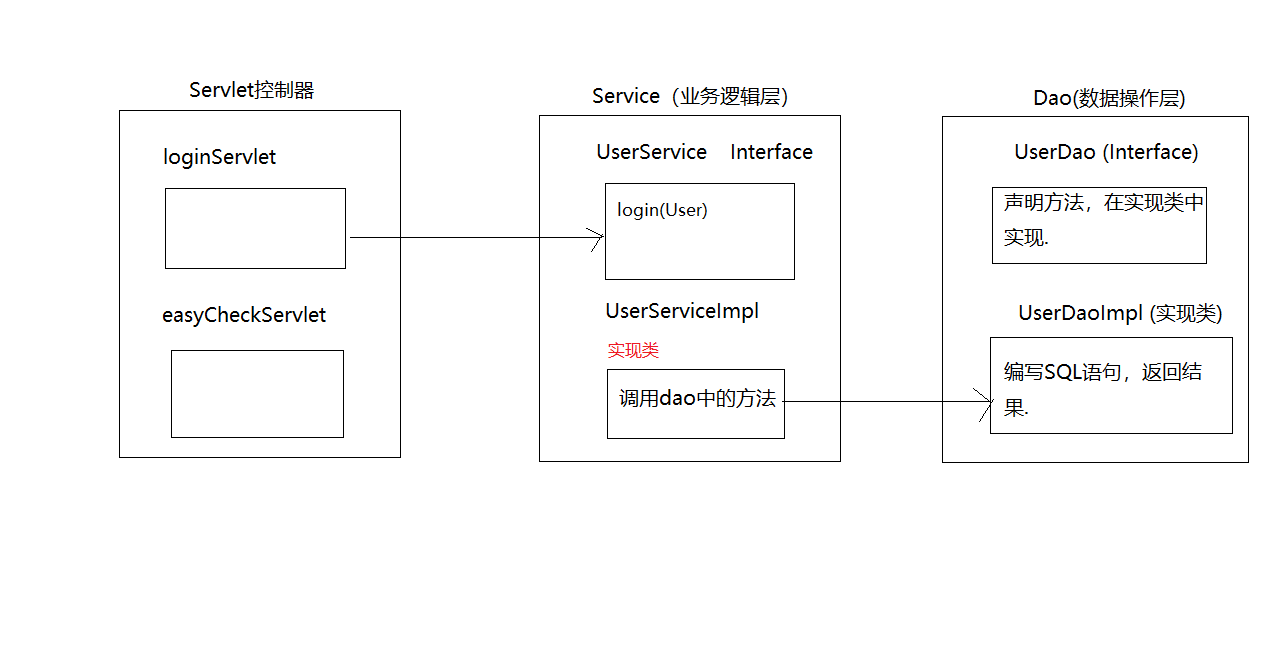 Servlet控制器
loginServlet
easyCheckServlet
Service（业务逻辑层）
UserService Interface
login(User)
UserServiceImpl
实现类
调用dao中的方法
Dao(数据操作层)
UserDao (Interface)
声明方法，在实现类中
实现.
UserDaoImpl (实现类)
编写SQL语句，返回结
果.